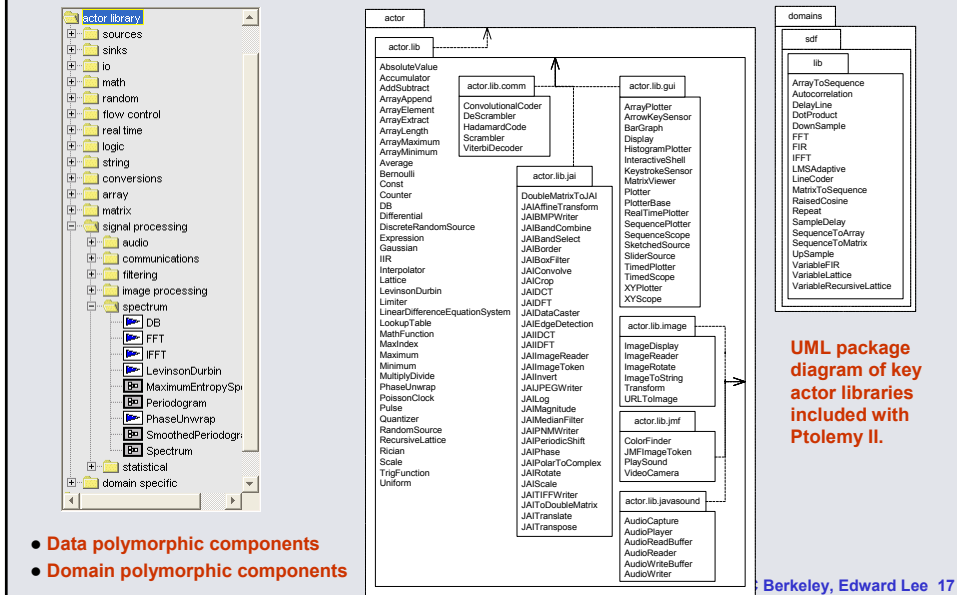 actor library
sources
sinks
io
math
random
flow control
real time
logic
string
conversions
array
matrix
signal processing
audio
communications
filtering
image processing
spectrum
DB
FFT
IFFT
LevinsonDurbin
MaximumEntropySpe
Periodogram
PhaseUnwrap
SmoothedPeriodogra
Spectrum
statistical
domain specific
● Data polymorphic components
● Domain polymorphic components
actor
actor.lib
AbsoluteValue
Accumulator
AddSubtract
ArrayAppend
ArrayElement
ArrayExtract
ArrayLength
ArrayMaximum
ArrayMinimum
Average
Bernoulli
Const
Counter
DB
Differential
DiscreteRandomSource
Expression
Gaussian
IIR
Interpolator
Lattice
LevinsonDurbin
Limiter
LinearDifferenceEquationSystem
LookupTable
MathFunction
MaxIndex
Maximum
Minimum
MultiplyDivide
PhaseUnwrap
PoissonClock
Pulse
Quantizer
RandomSource
RecursiveLattice
Rician
Scale
TrigFunction
Uniform
actor.lib.comm
ConvolutionalCoder
DeScrambler
HadamardCode
Scrambler
ViterbiDecoder
actor.lib.jai
DoubleMatrixToJAI
JAIAffineTransform
JAIBMPWriter
JAIBandCombine
JAIBandSelect
JAIBorder
JAIBoxFilter
JAIConvolve
JAICrop
JAIDCT
JAIDFT
JAIDataCaster
JAIEdgeDetection
JAIIDCT
JAIIDFT
JAIImageReader
JAIImageToken
JAIInvert
JAIJPEGWriter
JAILog
JAIMagnitude
JAIMedianFilter
JAIPNMWriter
JAIPeriodicShift
JAIPhase
JAIPolarToComplex
JAIRotate
JAIScale
JAITIFFWriter
JAIToDoubleMatrix
JAITranslate
JAITranspose
actor.lib.gui
ArrayPlotter
ArrowKeySensor
BarGraph
Display
HistogramPlotter
InteractiveShell
KeystrokeSensor
MatrixViewer
Plotter
PlotterBase
RealTimePlotter
SequencePlotter
SequenceScope
SketchedSource
SliderSource
TimedPlotter
TimedScope
XYPlotter
XYScope
actor.lib.image
ImageDisplay
ImageReader
ImageRotate
ImageToString
Transform
URLToImage
actor.lib.jmf
ColorFinder
JMFImageToken
PlaySound
VideoCamera
actor.lib.javasound
AudioCapture
AudioPlayer
AudioReadBuffer
AudioReader
AudioWriteBuffer
AudioWriter
domains
sdf
lib
ArrayToSequence
Autocorrelation
DelayLine
DotProduct
DownSample
FFT
FIR
IFFT
LMSAdaptive
LineCoder
MatrixToSequence
RaisedCosine
Repeat
SampleDelay
SequenceToArray
SequenceToMatrix
UpSample
VariableFIR
VariableLattice
VariableRecursiveLattice
UML package
diagram of key
actor libraries
included with
Ptolemy II.
Berkeley, Edward Lee 17